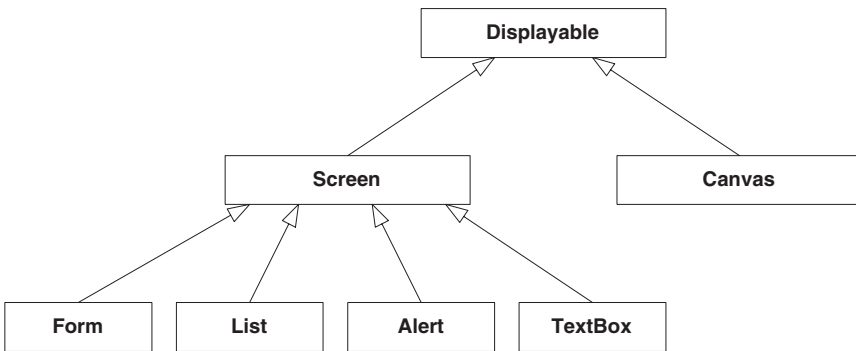 Displayable
Screen
Canvas
Form
List
Alert
TextBox